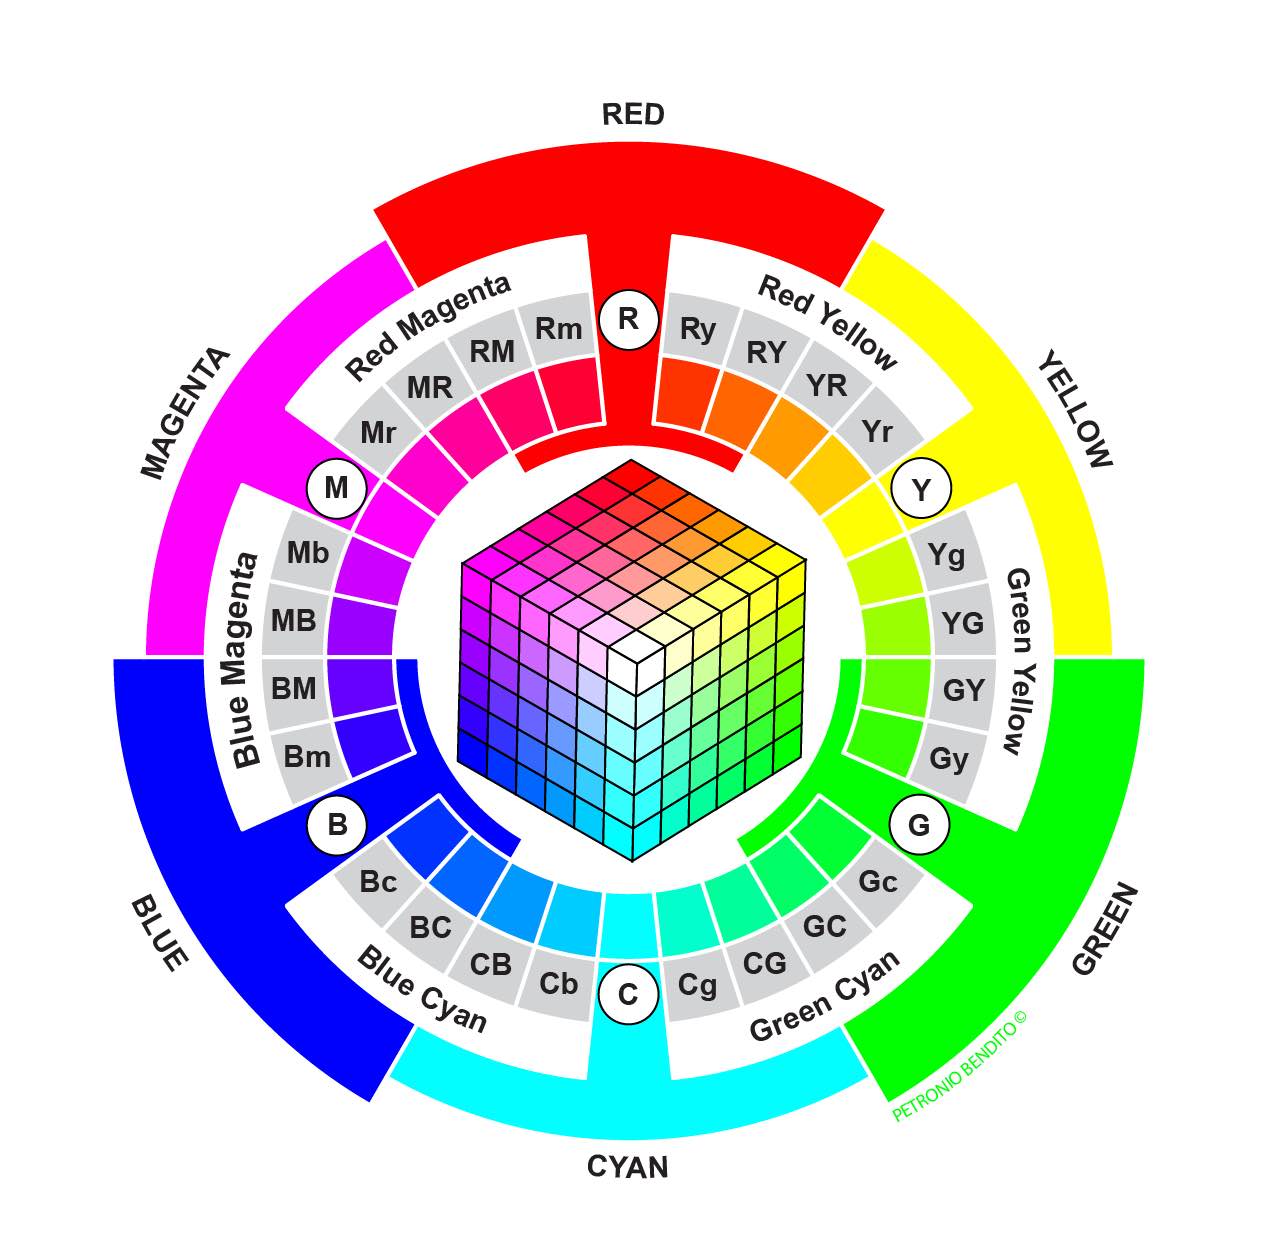 RED
YELLOW
GREEN
CYAN
BLUE
MAGENTA
Red Magenta
Red Yellow
Green Yellow
Green Cyan
Blue Cyan
Blue Magenta
R
Ry
RY
YR
Yr
Y
Yg
YG
GY
Gy
G
Gc
GC
CG
Cg
C
Cb
CB
BC
Bc
B
Bm
BM
MB
Mb
M
Mr
MR
RM
Rm
PETRONIO BENDITO ©